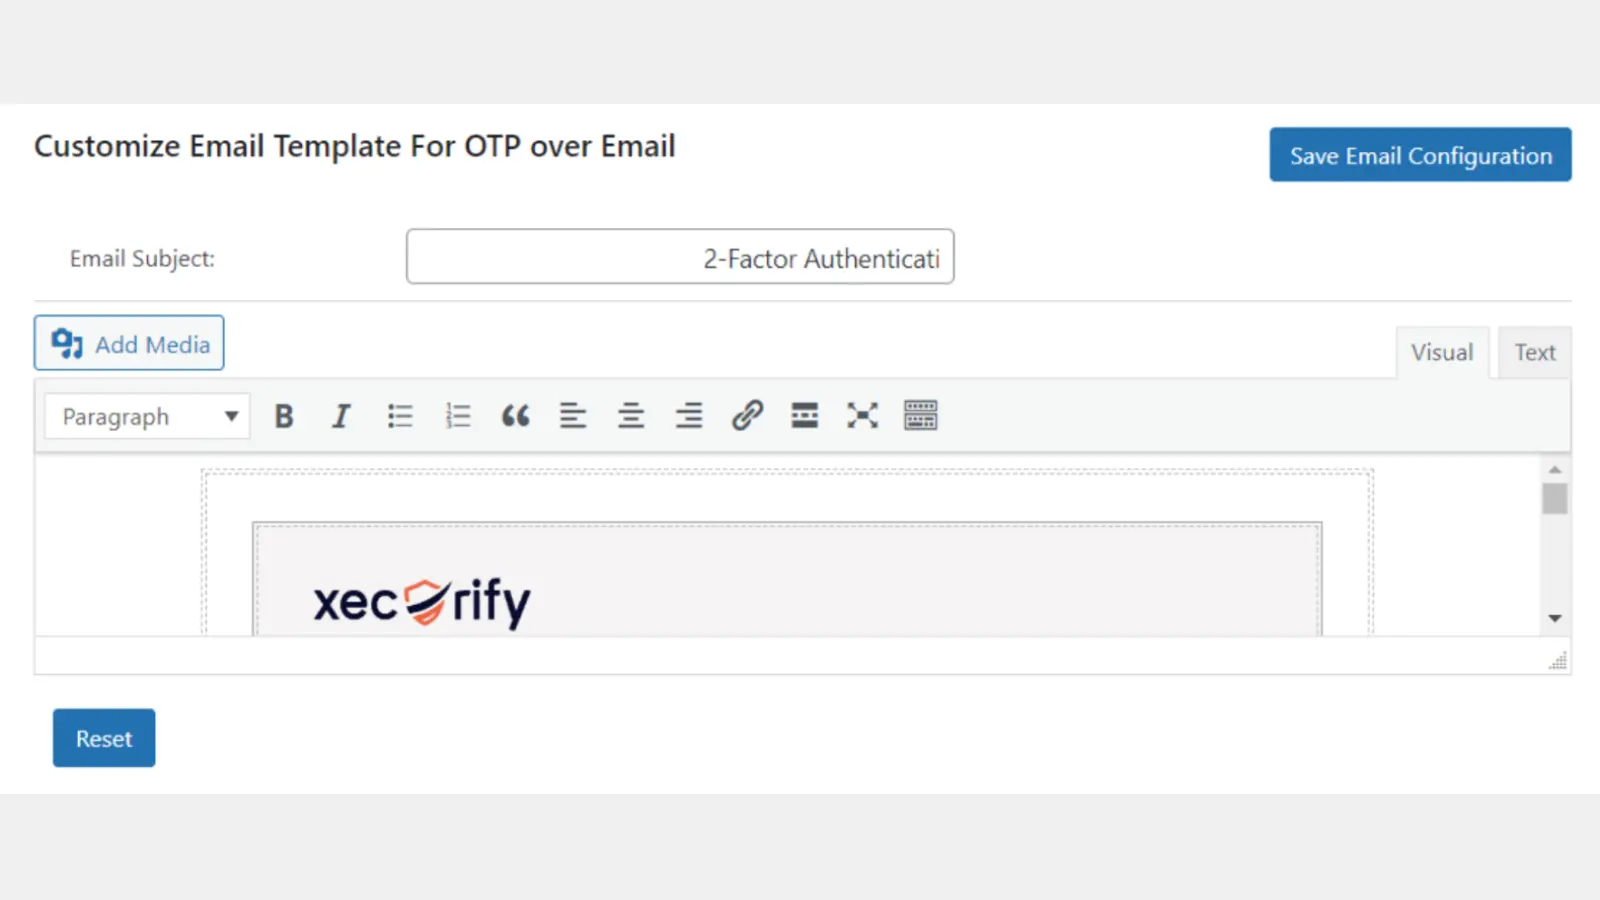 Customize Email Template For OTP over Email
Save Email Configuration
Email Subject:
2-Factor Authenticati
Add Media
Visual
Text
Paragraph
xecurify
Reset